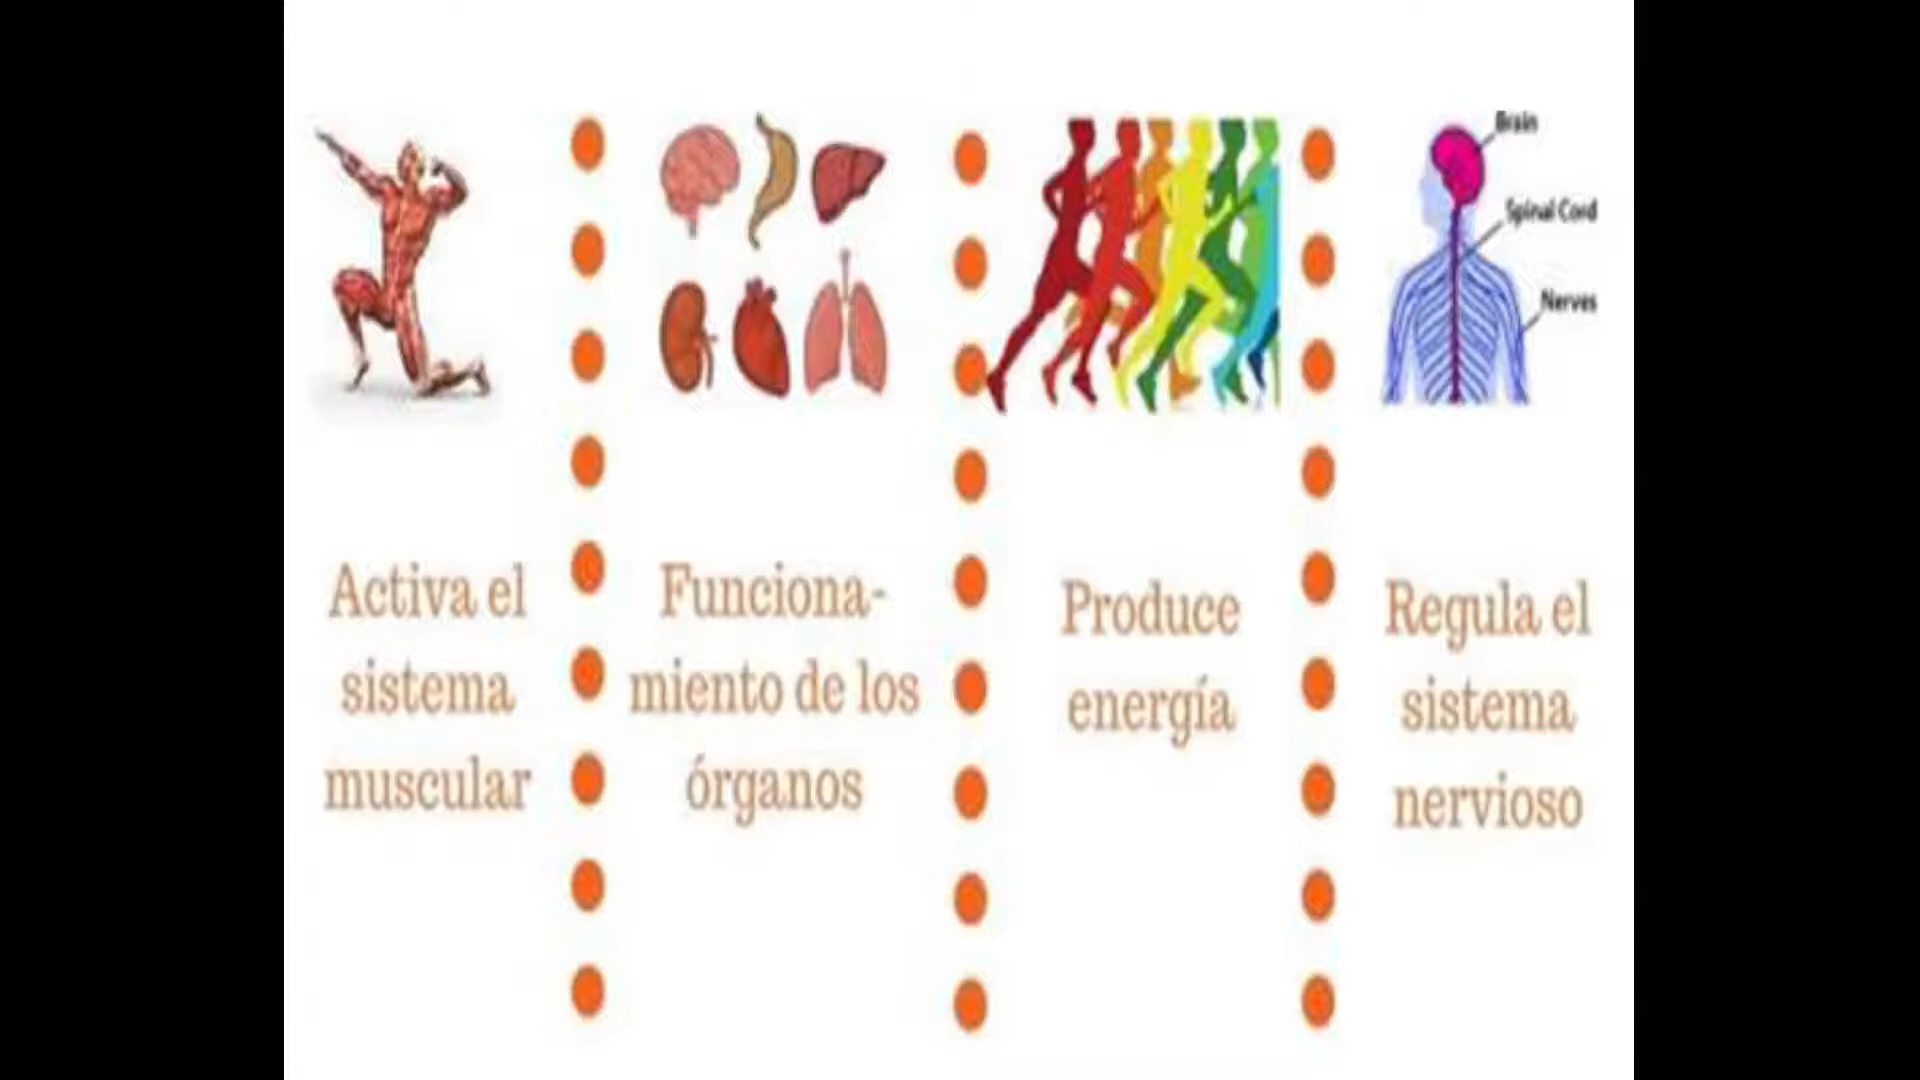 Brain
Spinal Cord
Nerves
Activa el
sistema
muscular
Funciona-
miento de los
órganos
Produce
energía
Regula el
sistema
nervioso